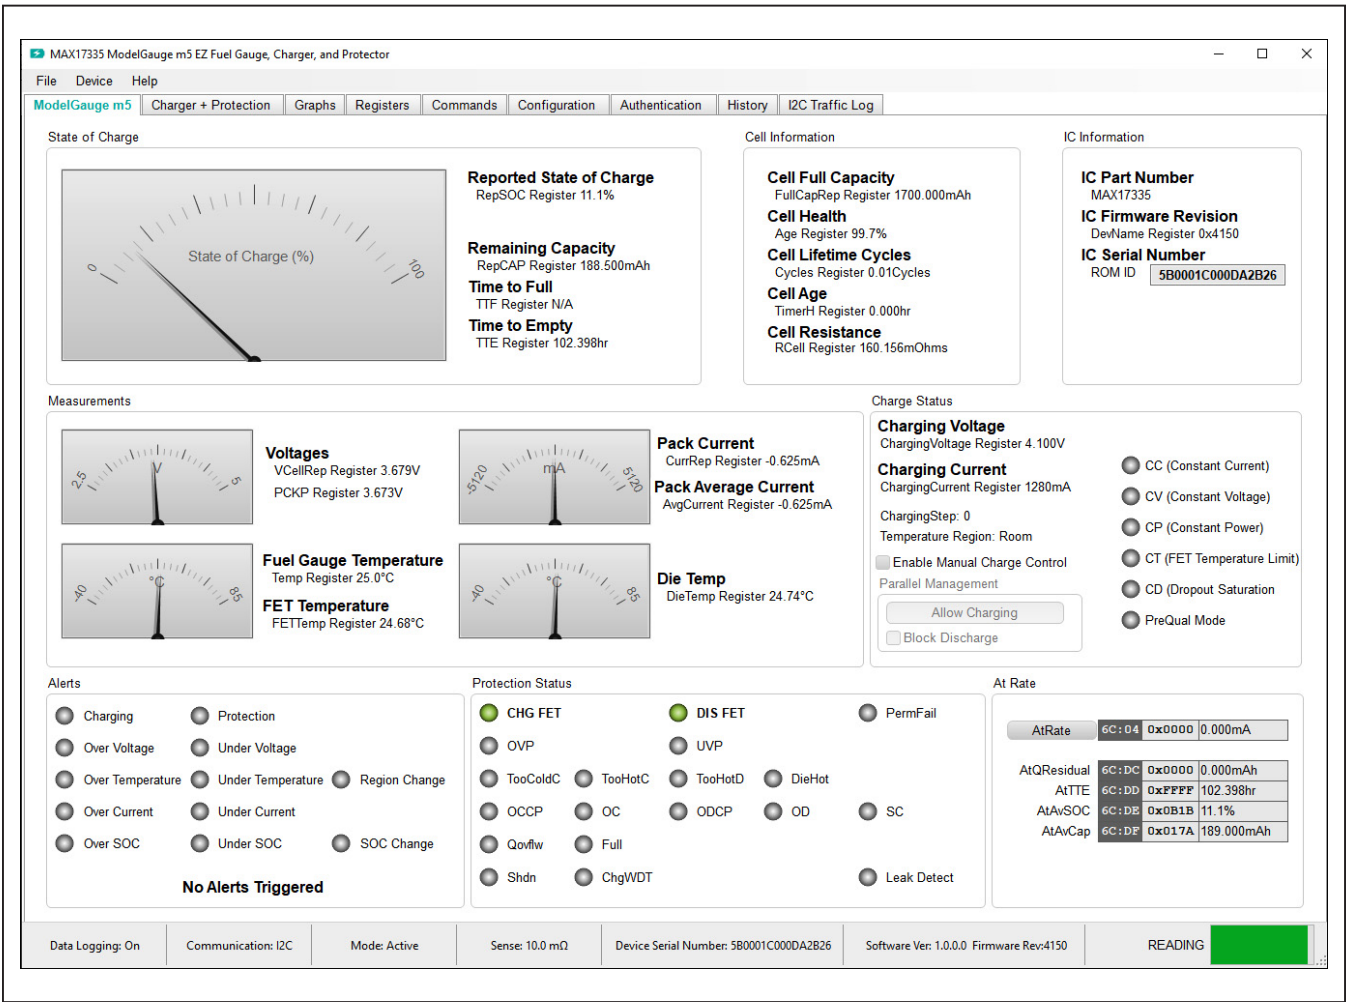 MAX17335 ModelGauge m5 EZ Fuel Gauge, Charger, and Protector
File Device Help
ModelGauge m5 Charger + Protection Graphs Registers Commands Configuration Authentication History I2C Traffic Log
State of Charge
0
100
State of Charge (%)
Reported State of Charge
RepSOC Register 11.1%
Remaining Capacity
RepCAP Register 188.500mAh
Time to Full
TTF Register N/A
Time to Empty
TTE Register 102.398hr
Cell Information
Cell Full Capacity
FullCapRep Register 1700.000mAh
Cell Health
Age Register 99.7%
Cell Lifetime Cycles
Cycles Register 0.01Cycles
Cell Age
TimerH Register 0.000hr
Cell Resistance
RCell Register 160.156mOhms
IC Information
IC Part Number
MAX17335
IC Firmware Revision
DevName Register 0x4150
IC Serial Number
ROM ID 5B0001C000DA2B26
Measurements
2.5 V 5
Voltages
VCellRep Register 3.679V
PCKP Register 3.673V
-5120 mA 5120
Pack Current
CurrRep Register -0.625mA
Pack Average Current
AvgCurrent Register -0.625mA
-40 °C 85
Fuel Gauge Temperature
Temp Register 25.0°C
FET Temperature
FETTemp Register 24.68°C
-40 °C 85
Die Temp
DieTemp Register 24.74°C
Charge Status
Charging Voltage
ChargingVoltage Register 4.100V
Charging Current
ChargingCurrent Register 1280mA
ChargingStep: 0
Temperature Region: Room
Enable Manual Charge Control
Parallel Management
Allow Charging
Block Discharge
CC (Constant Current)
CV (Constant Voltage)
CP (Constant Power)
CT (FET Temperature Limit)
CD (Dropout Saturation
PreQual Mode
Alerts
Charging Protection
Over Voltage Under Voltage
Over Temperature Under Temperature Region Change
Over Current Under Current
Over SOC Under SOC SOC Change
No Alerts Triggered
Protection Status
CHG FET DIS FET PermFail
OVP UVP
TooColdC TooHotC TooHotD DieHot
OCCP OC ODCP OD SC
Qovflw Full
Shdn ChgWDT Leak Detect
At Rate
AtRate 6C:04 0x0000 0.000mA
AtQResidual 6C:DC 0x0000 0.000mAh
AtTTE 6C:DD 0xFFFF 102.398hr
AtAvSOC 6C:DE 0x0B1B 11.1%
AtAvCap 6C:DF 0x017A 189.000mAh
Data Logging: On Communication: I2C Mode: Active Sense: 10.0 mΩ Device Serial Number: 5B0001C000DA2B26 Software Ver: 1.0.0.0 Firmware Rev:4150 READING